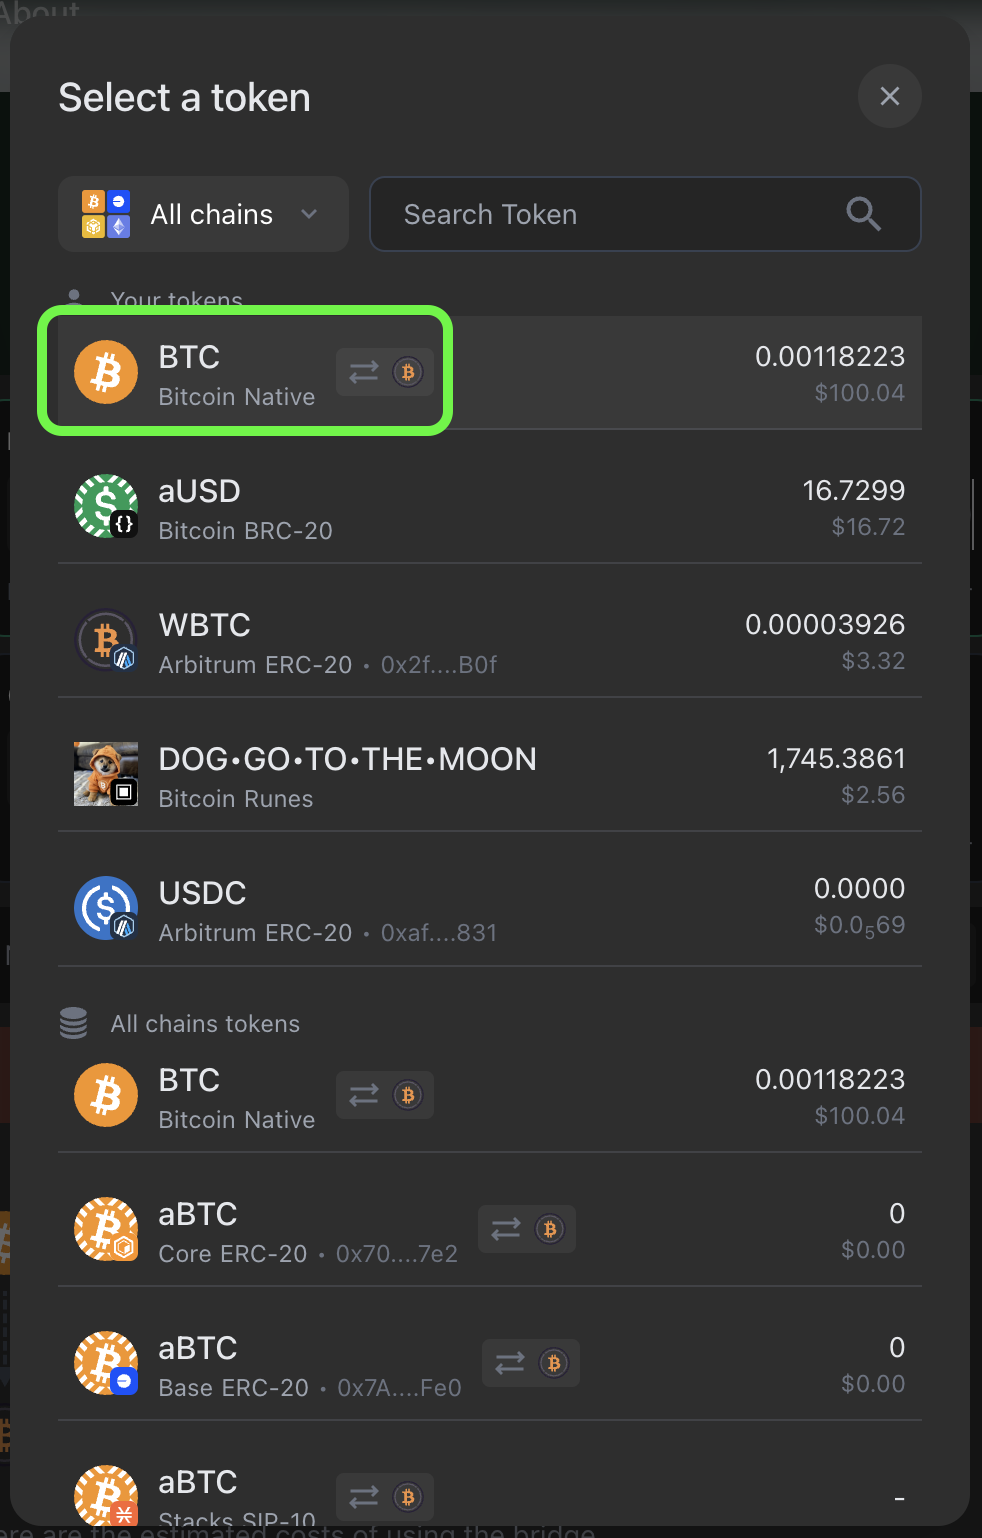 About
Select a token
All chains
Search Token
Your tokens
BTC
Bitcoin Native
0.00118223
$100.04
aUSD
Bitcoin BRC-20
16.7299
$16.72
WBTC
Arbitrum ERC-20 • 0x2f....B0f
0.00003926
$3.32
DOG•GO•TO•THE•MOON
Bitcoin Runes
1,745.3861
$2.56
USDC
Arbitrum ERC-20 • 0xaf....831
0.0000
$0.0₅69
All chains tokens
BTC
Bitcoin Native
0.00118223
$100.04
aBTC
Core ERC-20 • 0x70....7e2
0
$0.00
aBTC
Base ERC-20 • 0x7A....Fe0
0
$0.00
aBTC
Stacks SIP-10
-
ere are the estimated costs of using the bridge